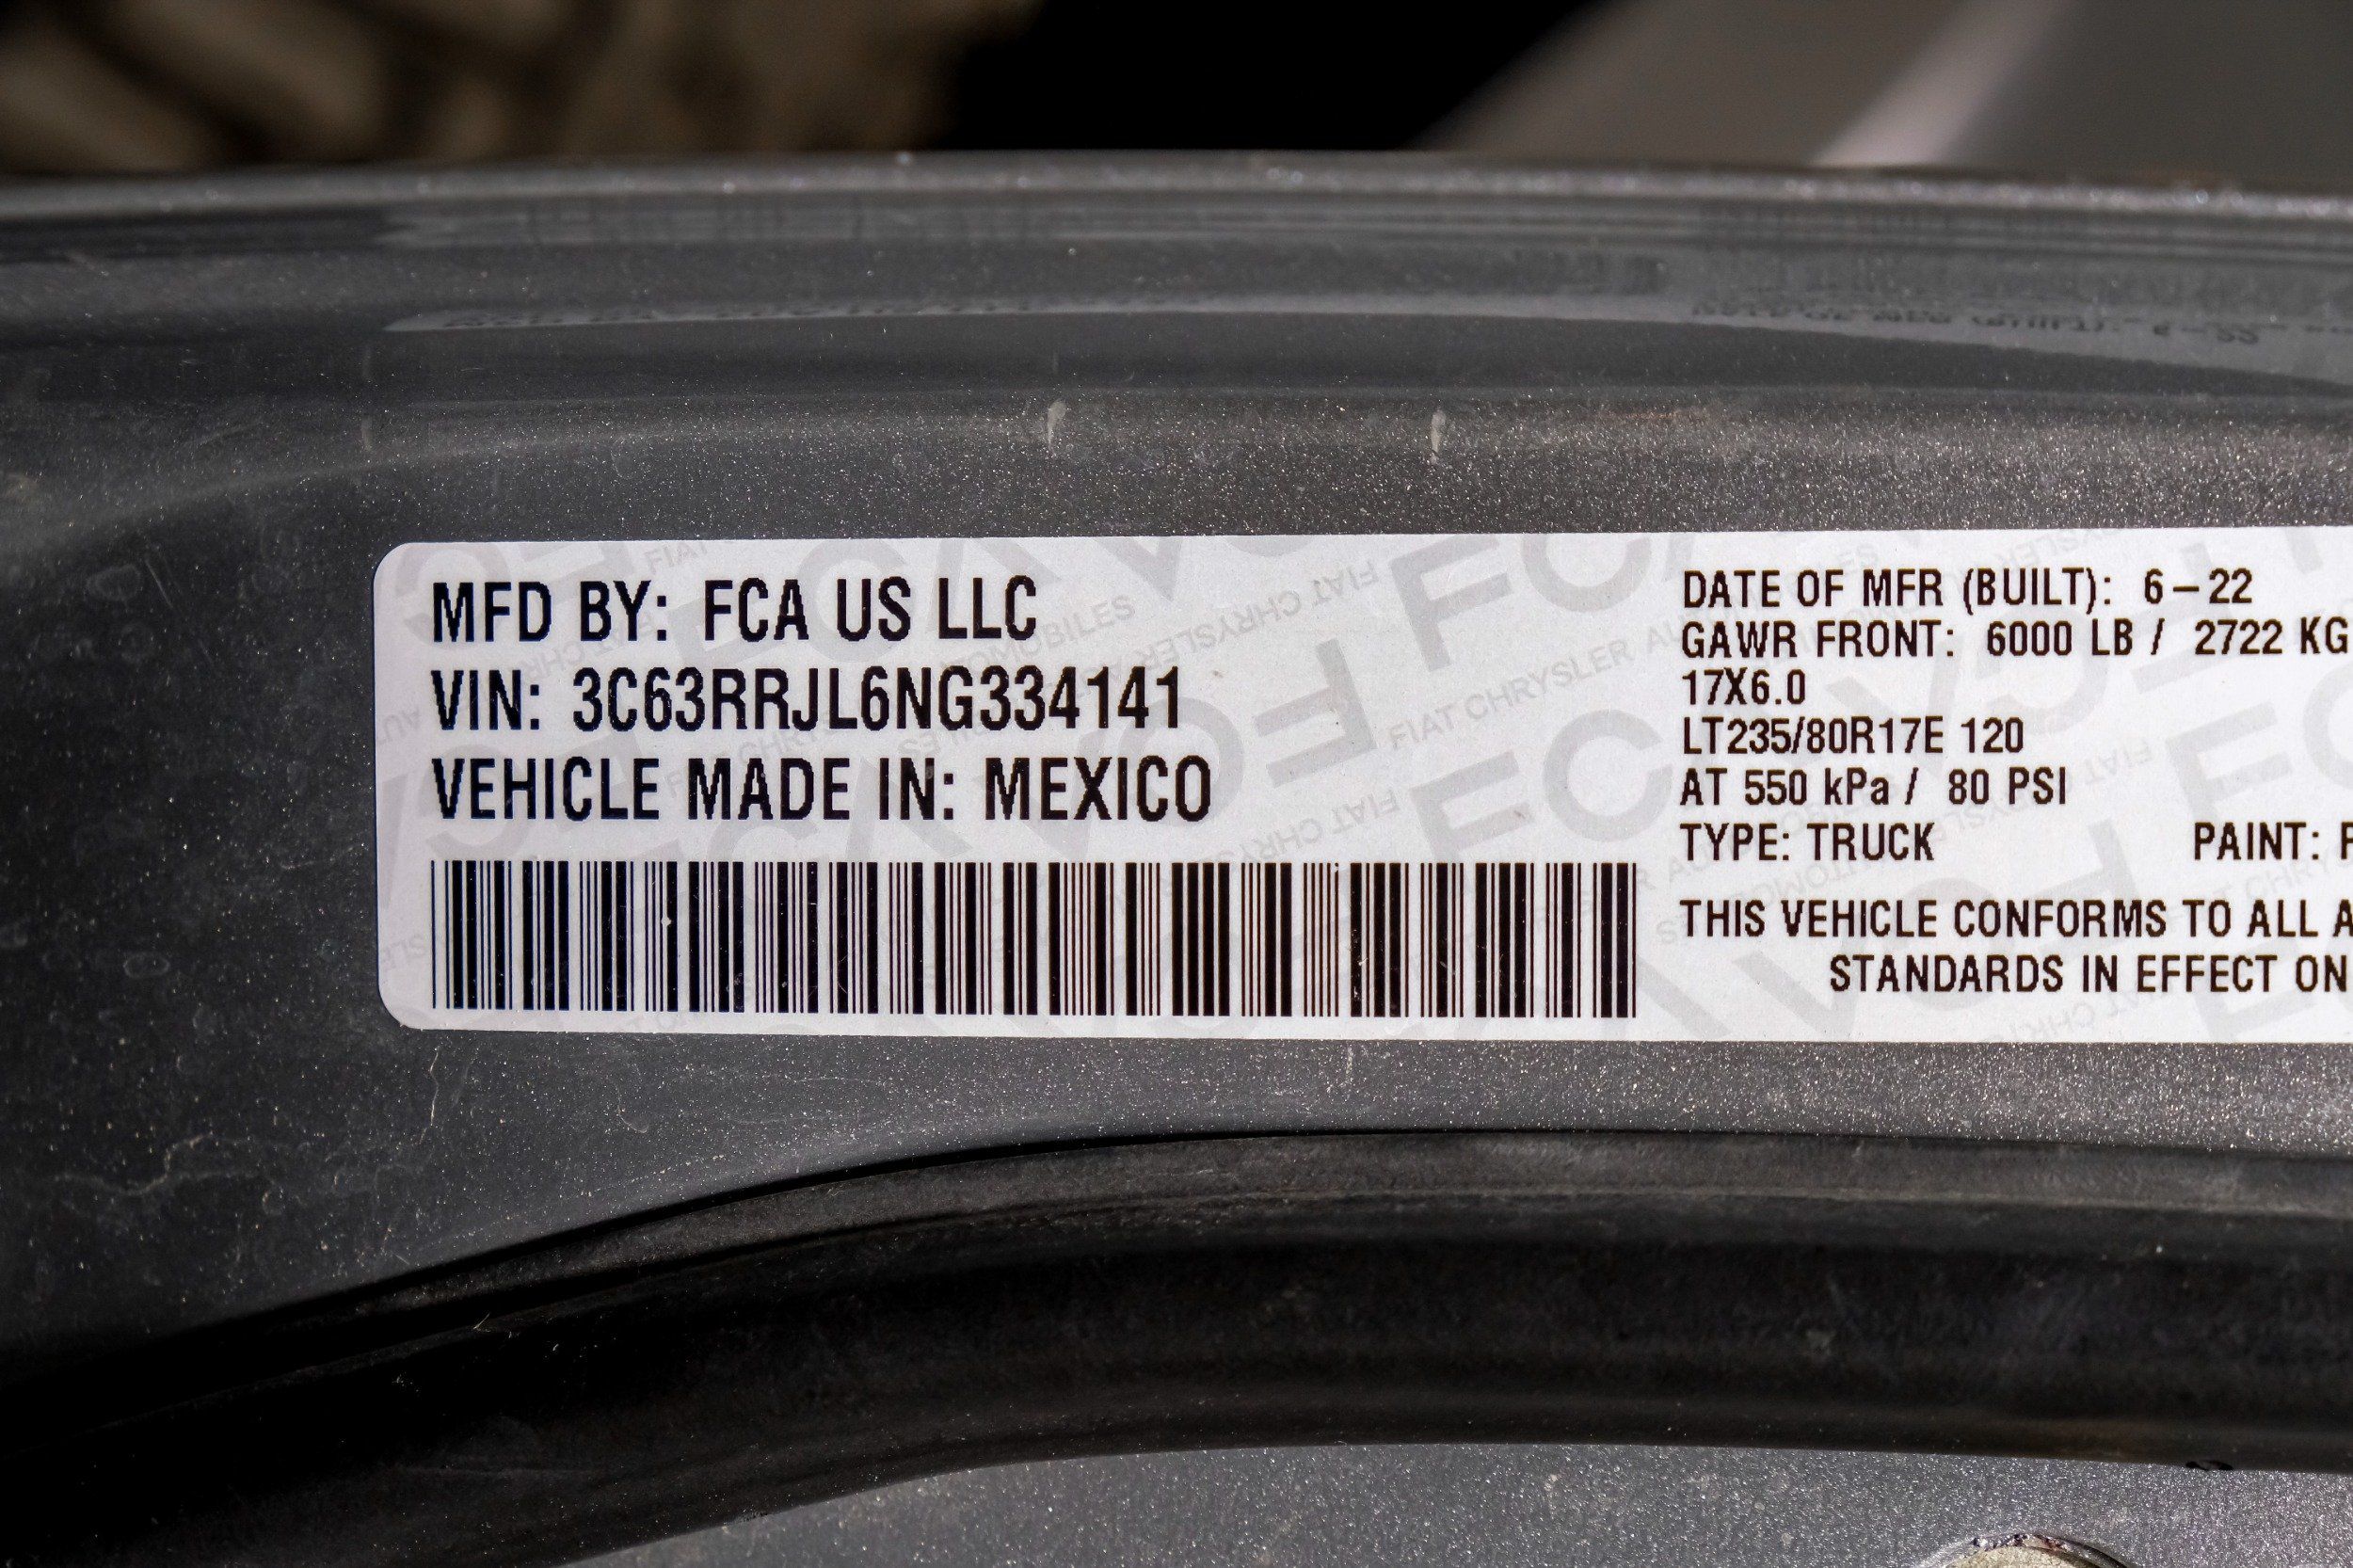 MFD BY: FCA US LLC
VIN: 3C63RRJL6NG334141
VEHICLE MADE IN: MEXICO
DATE OF MFR (BUILT): 6-22
GAWR FRONT: 6000 LB / 2722 KG
17X6.0
LT235/80R17E 120
AT 550 kPa / 80 PSI
TYPE: TRUCK PAINT:
THIS VEHICLE CONFORMS TO ALL
STANDARDS IN EFFECT ON